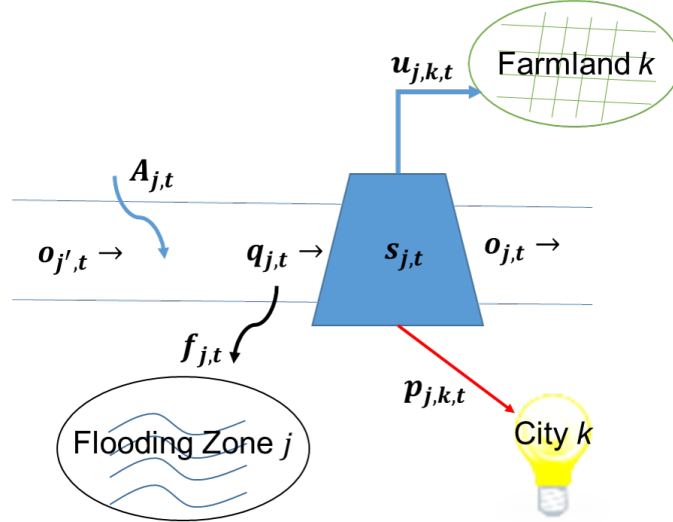 Farmland k
u_{j,k,t}
A_{j,t}
o_{j',t} → q_{j,t} → s_{j,t} o_{j,t} →
f_{j,t}
p_{j,k,t}
Flooding Zone j
City k